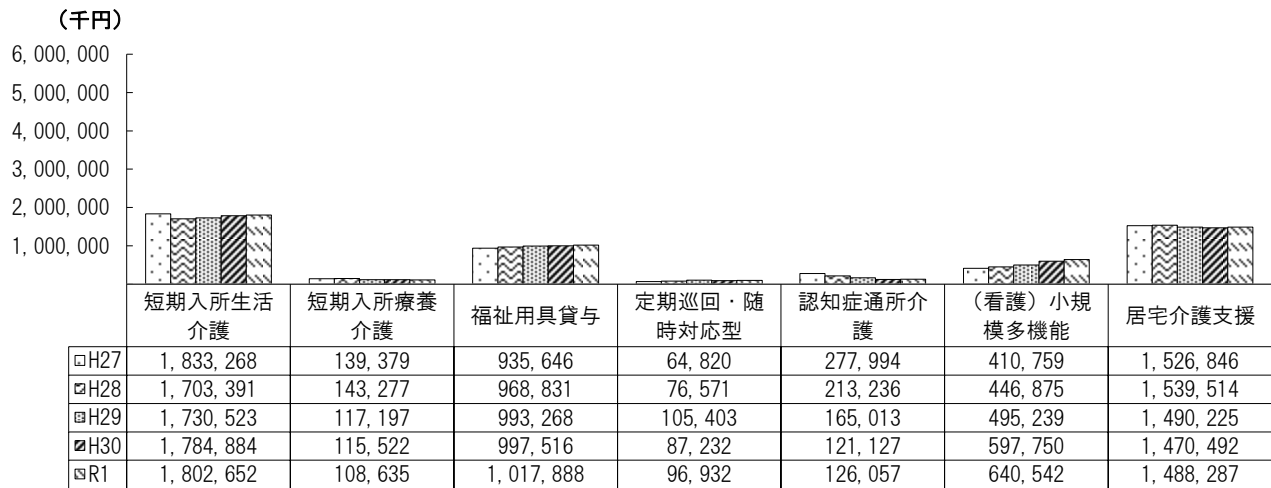 （千円）
6,000,000
5,000,000
4,000,000
3,000,000
2,000,000
1,000,000
短期入所生活介護 短期入所療養介護 福祉用具貸与 定期巡回・随時対応型 認知症通所介護 （看護）小規模多機能 居宅介護支援
H27 1,833,268 139,379 935,646 64,820 277,994 410,759 1,526,846
H28 1,703,391 143,277 968,831 76,571 213,236 446,875 1,539,514
H29 1,730,523 117,197 993,268 105,403 165,013 495,239 1,490,225
H30 1,784,884 115,522 997,516 87,232 121,127 597,750 1,470,492
R1 1,802,652 108,635 1,017,888 96,932 126,057 640,542 1,488,287